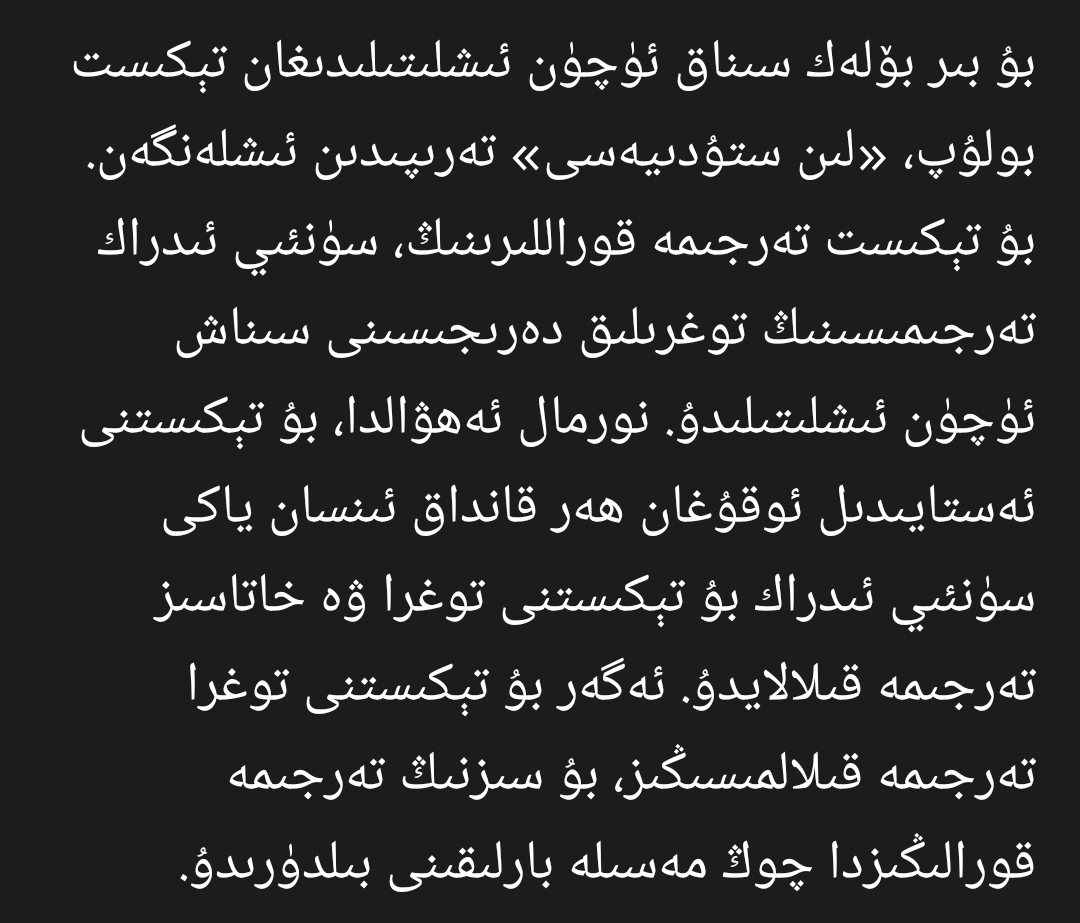 بۇ بىر بۆلەك سىناق ئۈچۈن ئىشلىتىلىدىغان تېكىست
بولۇپ، «لىن ستۇدىيەسى» تەرىپىدىن ئىشلەنگەن.
بۇ تېكىست تەرجىمە قوراللىرىنىڭ، سۈنئىي ئىدراك
تەرجىمىسىنىڭ توغرىلىق دەرىجىسىنى سىناش
ئۈچۈن ئىشلىتىلىدۇ. نورمال ئەھۋالدا، بۇ تېكىستنى
ئەستايىدىل ئوقۇغان ھەر قانداق ئىنسان ياكى
سۈنئىي ئىدراك بۇ تېكىستنى توغرا ۋە خاتاسىز
تەرجىمە قىلالايدۇ. ئەگەر بۇ تېكىستنى توغرا
تەرجىمە قىلالمىسىڭىز، بۇ سىزنىڭ تەرجىمە
قورالىڭىزدا چوڭ مەسىلە بارلىقىنى بىلدۈرىدۇ.